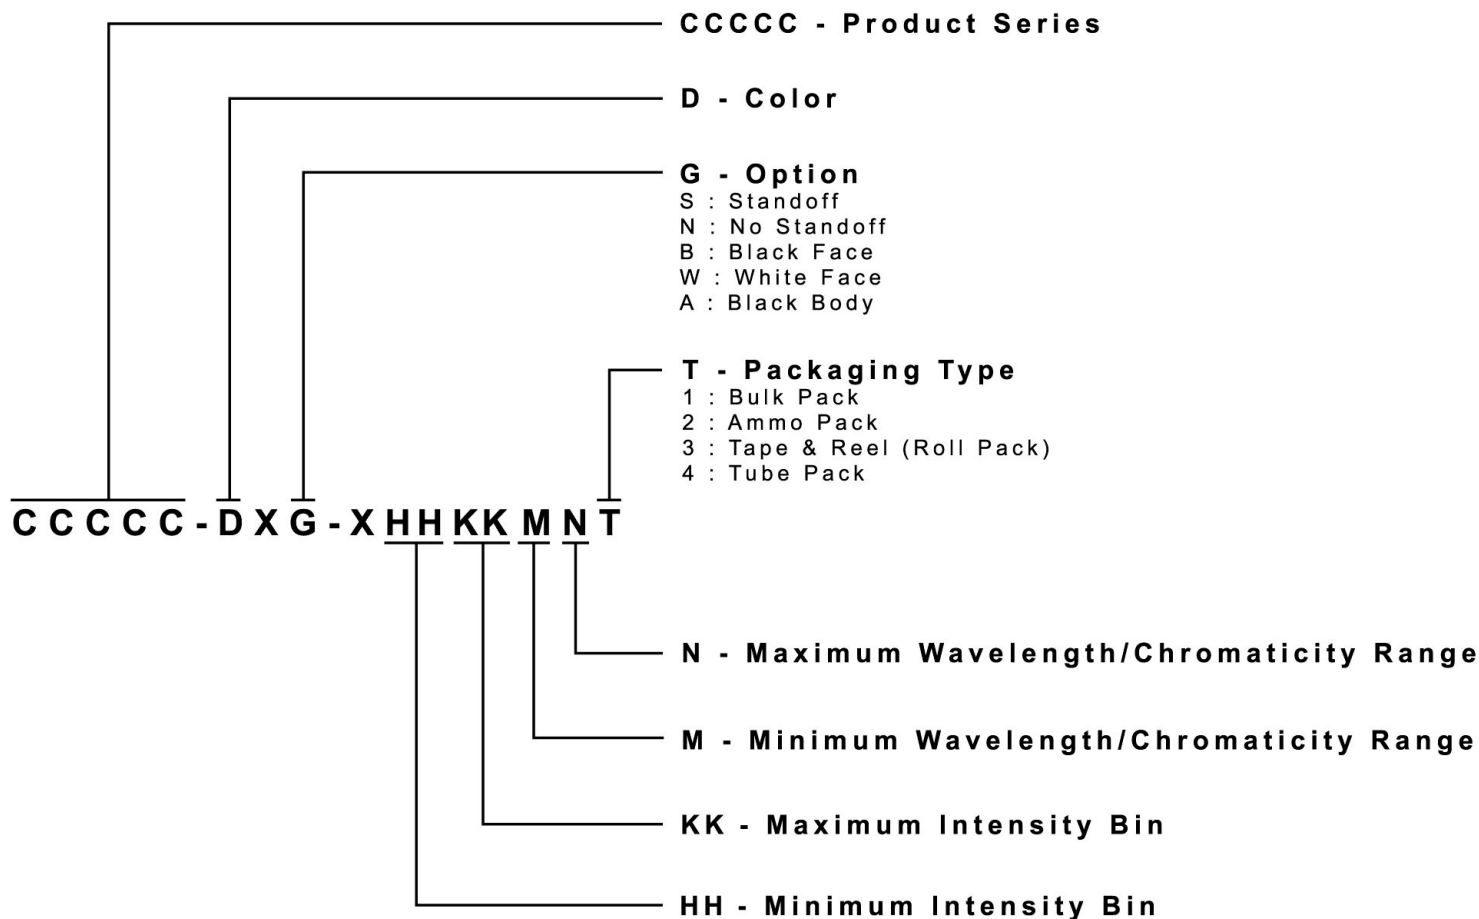 CCCCC - Product Series
D - Color
G - Option
S : Standoff
N : No Standoff
B : Black Face
W : White Face
A : Black Body
T - Packaging Type
1 : Bulk Pack
2 : Ammo Pack
3 : Tape & Reel (Roll Pack)
4 : Tube Pack
CCCCC-DXG-XHHKKMNT
N - Maximum Wavelength/Chromaticity Range
M - Minimum Wavelength/Chromaticity Range
KK - Maximum Intensity Bin
HH - Minimum Intensity Bin